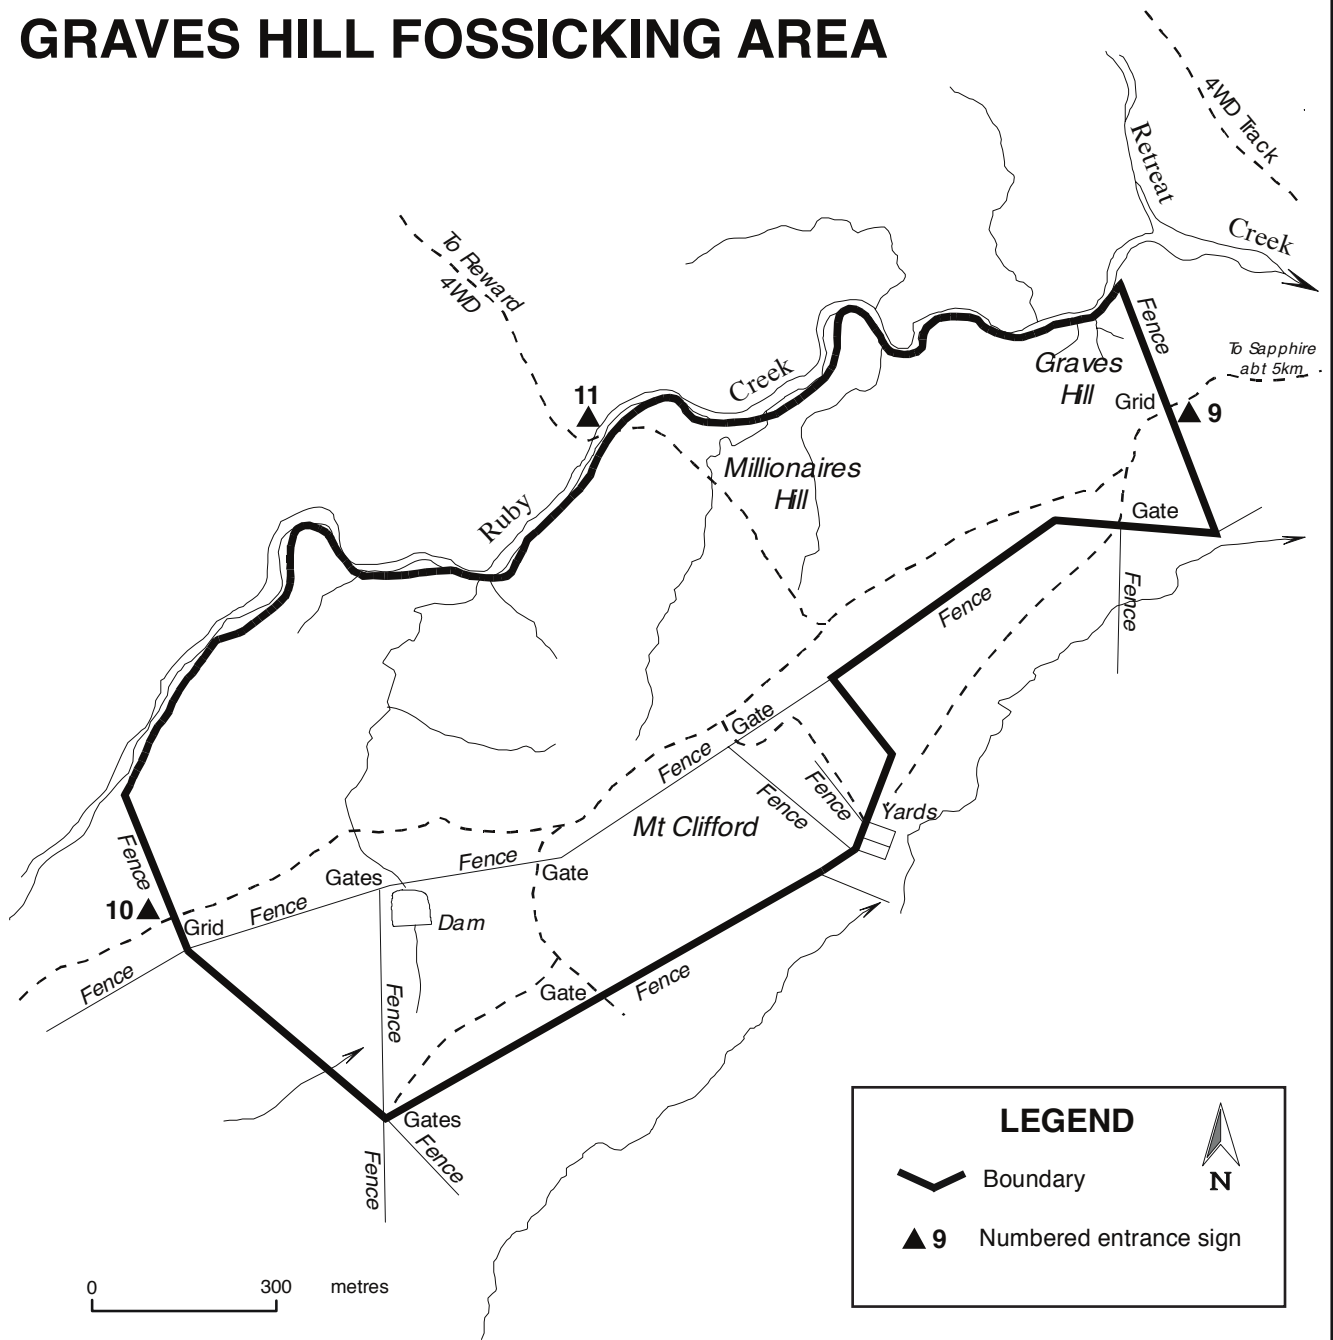 GRAVES HILL FOSSICKING AREA
4WD Track
Retreat
Creek
To Reward
4WD
Fence
To Sapphire
abt 5km
Graves
Hill
Grid
9
11
Creek
Millionaires
Hill
Gate
Ruby
Fence
Fence
Gate
Fence
Fence
Fence
Yards
Mt Clifford
Fence
Fence
Gates
Gate
10
Grid
Fence
Dam
Fence
Fence
Gate
Fence
Gates
Fence
Fence
LEGEND
N
Boundary
9 Numbered entrance sign
0 300 metres